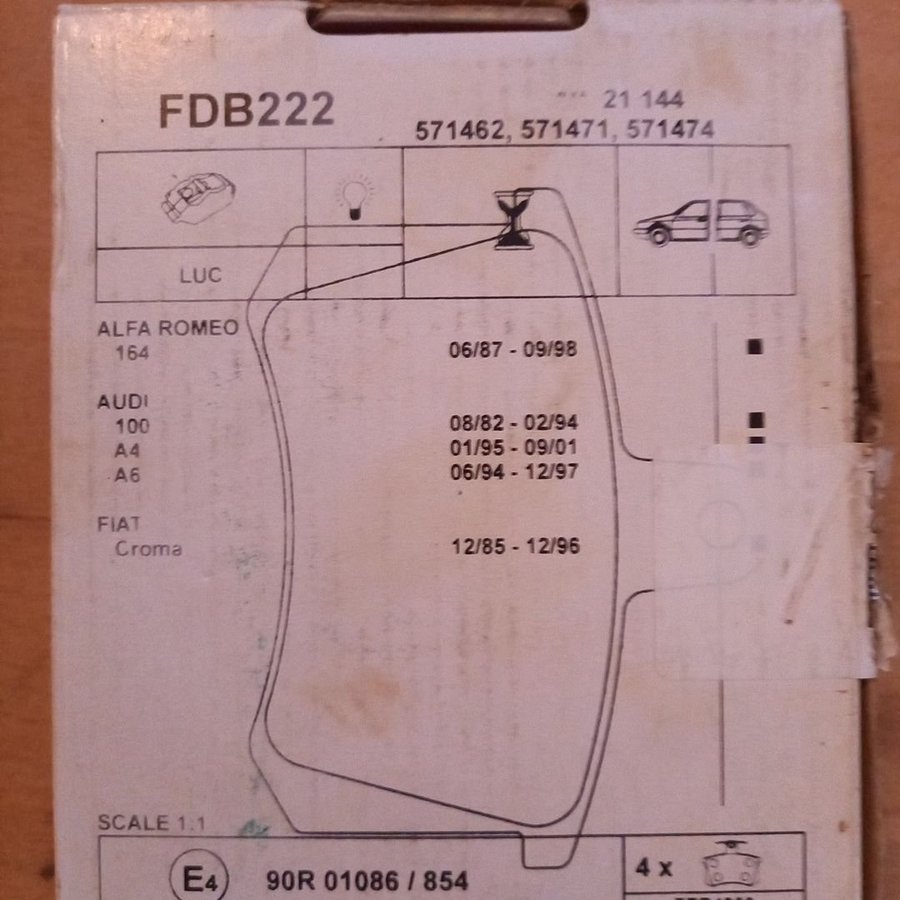 FDB222
21 144
571462, 571471, 571474
LUC
ALFA ROMEO
164 06/87 - 09/98
AUDI
100 08/82 - 02/94
A4 01/95 - 09/01
A6 06/94 - 12/97
FIAT
Croma 12/85 - 12/96
SCALE 1:1
E4 90R 01086 / 854 4 x